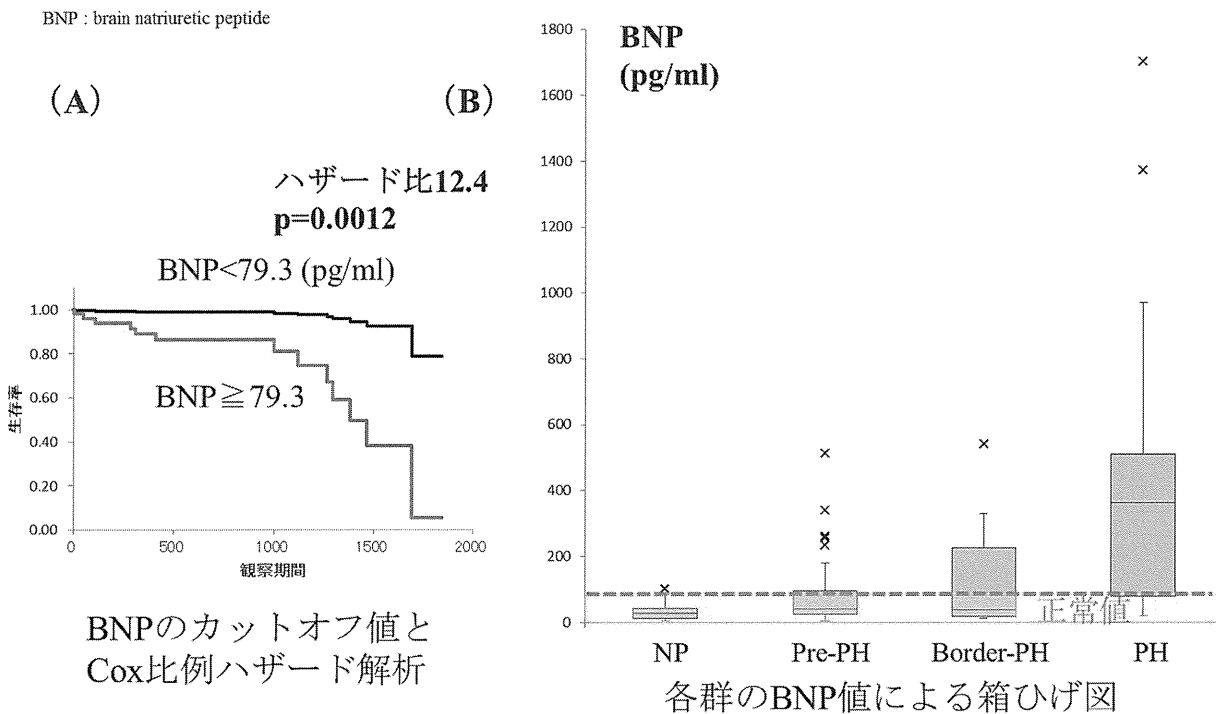 BNP : brain natriuretic peptide
(A)
ハザード比12.4
p=0.0012
BNP<79.3 (pg/ml)
1.00
0.80
0.60
0.40
0.20
0.00
生存率
BNP≧79.3
0
500
1000
1500
2000
観察期間
BNPのカットオフ値と
Cox比例ハザード解析
(B)
BNP
(pg/ml)
1800
1600
1400
1200
1000
800
600
400
200
0
正常値
NP
Pre-PH
Border-PH
PH
各群のBNP値による箱ひげ図